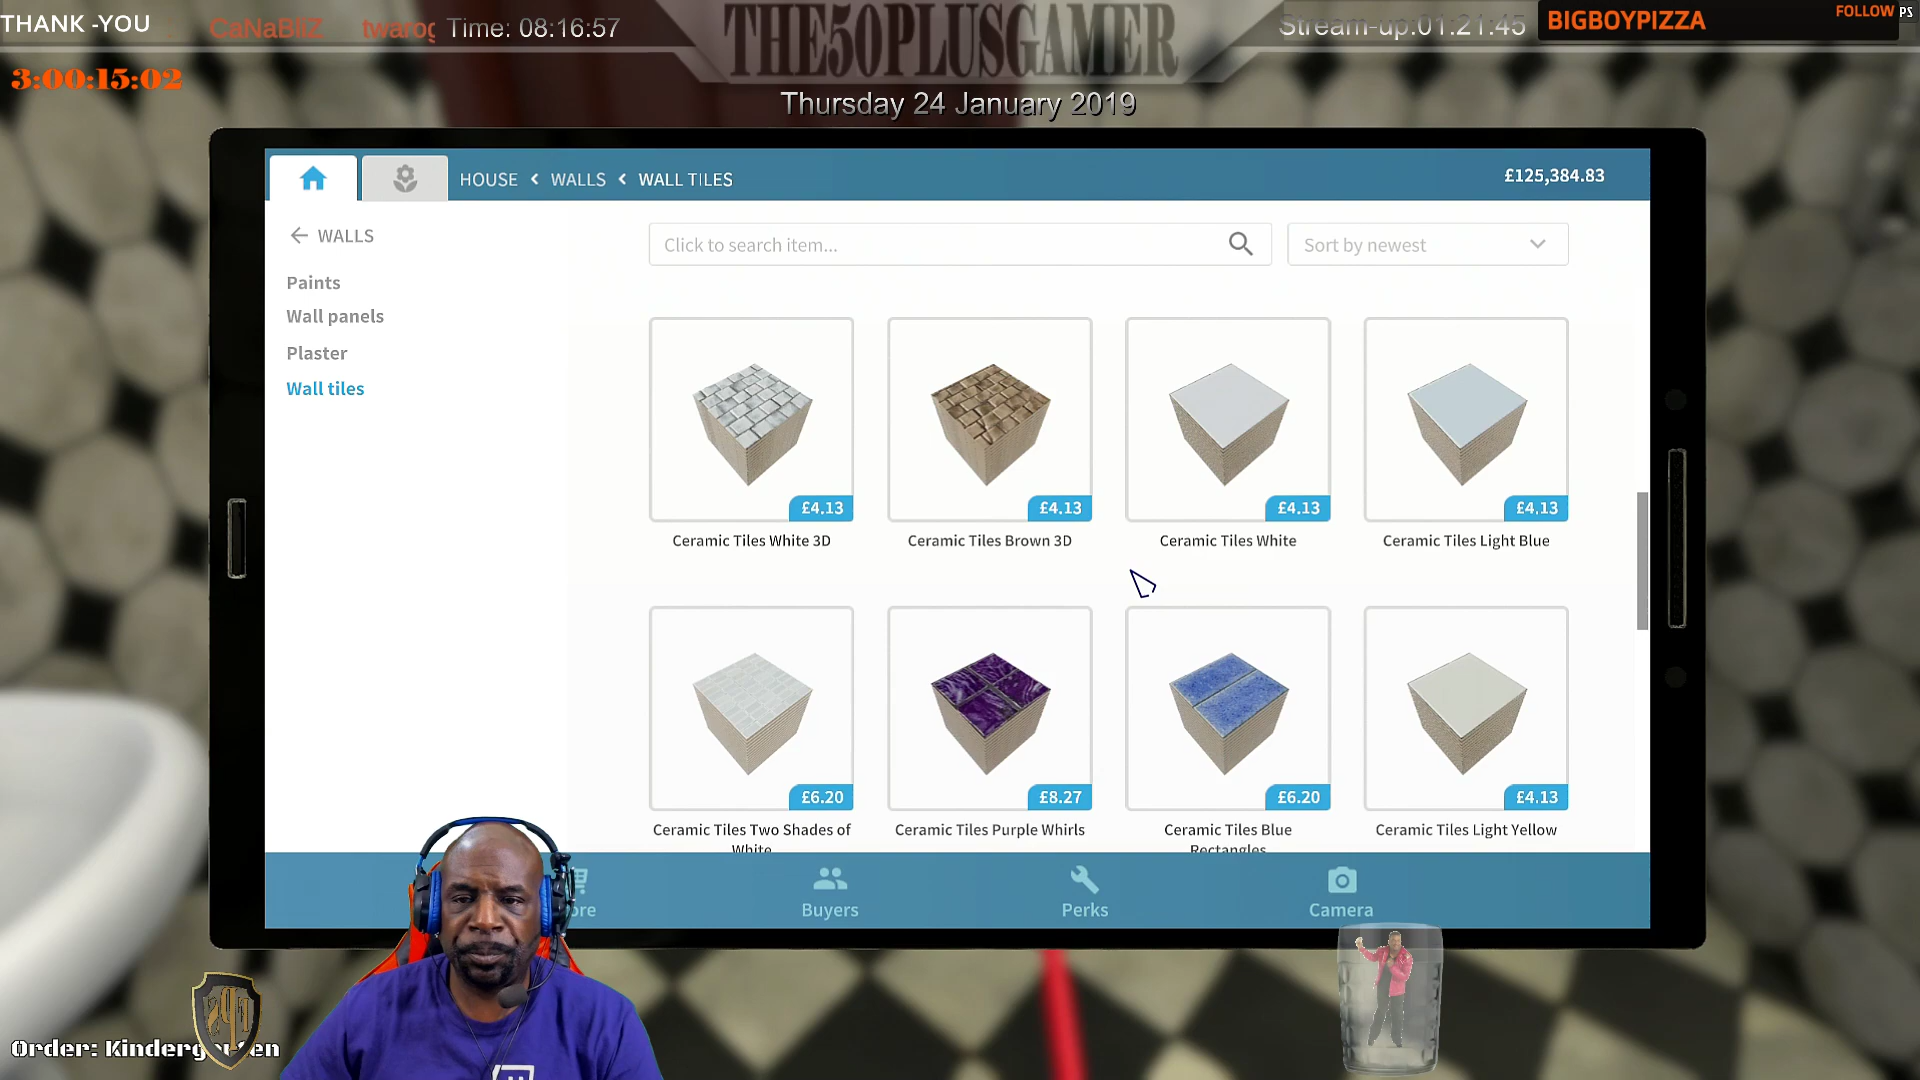 THANK -YOU
CaNaBliZ
Time: 08:16:57
THE50PLUSGAMER
Stream-up:01:21:45
BIGBOYPIZZA
FOLLOW PS
3:00:15:02
Thursday 24 January 2019
HOUSE < WALLS < WALL TILES
£125,384.83
WALLS
Click to search item...
Sort by newest
Paints
Wall panels
Plaster
Wall tiles
£4.13
£4.13
£4.13
£4.13
Ceramic Tiles White 3D
Ceramic Tiles Brown 3D
Ceramic Tiles White
Ceramic Tiles Light Blue
£6.20
£8.27
£6.20
£4.13
Ceramic Tiles Two Shades of
White
Ceramic Tiles Purple Whirls
Ceramic Tiles Blue
Rectangles
Ceramic Tiles Light Yellow
Buyers
Perks
Camera
Order: